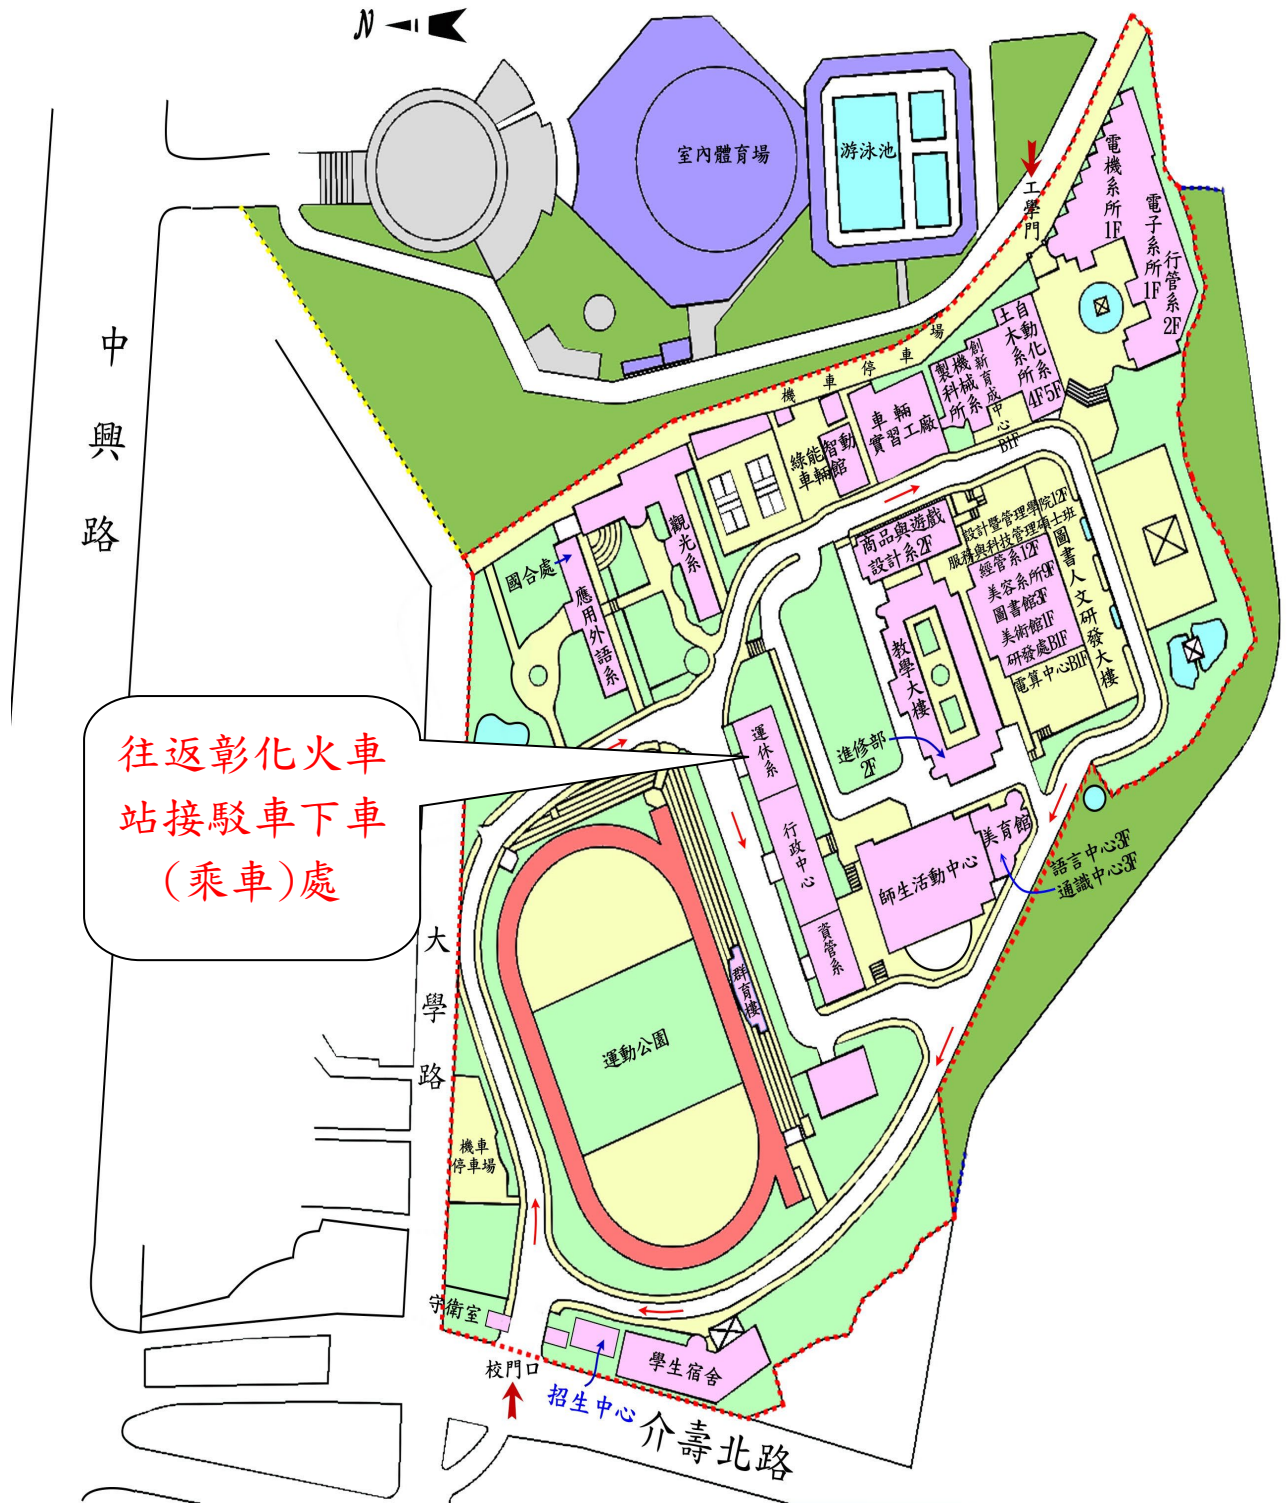 N
室內體育場
游泳池
工學門
電機系所1F
電子系所1F
行管系2F
中興路
機車停車場
自動化系所5F
土木系所4F
創新育成中心B1F
機械系
製科所
車輛
實習工廠
智動館
綠能
車輛館
觀光系
國合處
應用外語系
商品與遊戲
設計系2F
設計暨管理學院12F
服務與科技管理碩士班
經管系12F
美容系所9F
圖書館3F
美術館1F
研發處B1F
電算中心B1F
圖書人文研發大樓
教學大樓
進修部
2F
往返彰化火車
站接駁車下車
(乘車)處
運休系
行政中心
資管系
師生活動中心
美育館
語言中心3F
通識中心3F
大學路
群育樓
運動公園
機車
停車場
守衛室
校門口
招生中心
學生宿舍
介壽北路